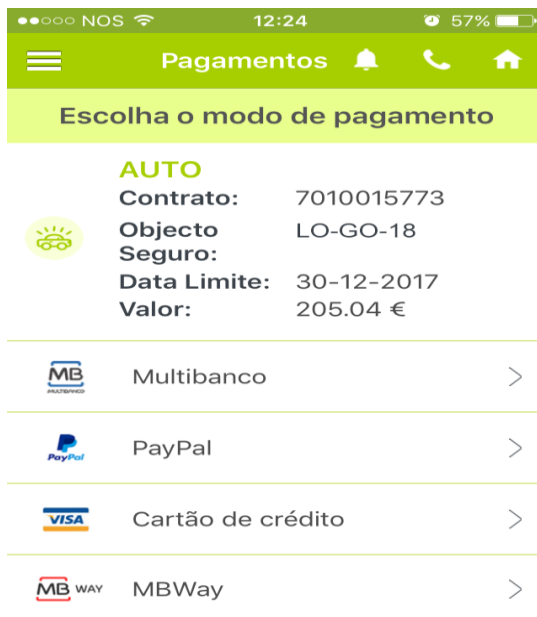 NOS 12:24 57%
Pagamentos
Escolha o modo de pagamento
AUTO
Contrato: 7010015773
Objecto Seguro: LO-GO-18
Data Limite: 30-12-2017
Valor: 205.04 €
MB MULTIBANCO Multibanco
PayPal PayPal
VISA Cartão de crédito
MB WAY MBWay